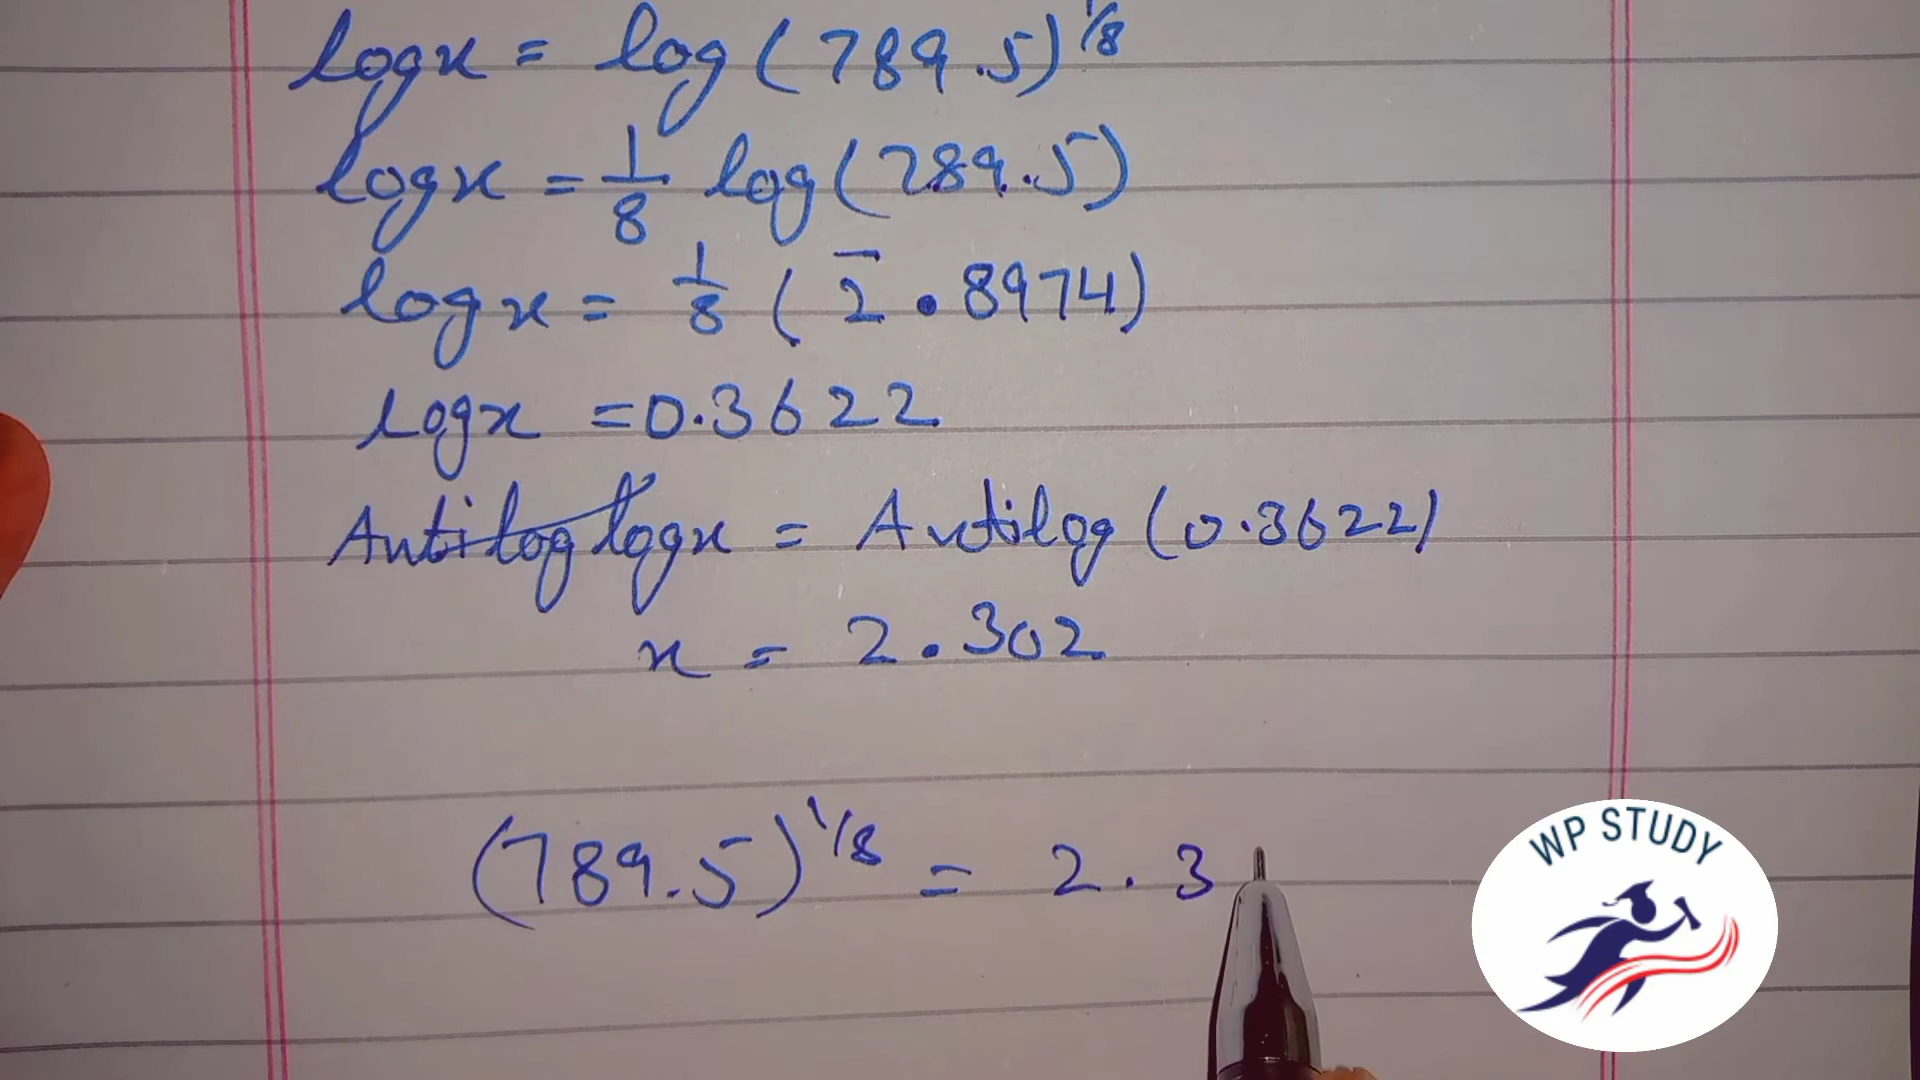 logx = log(789.5)^1/8
logx = 1/8 log(789.5)
logx = 1/8 (2̅.8974)
logx = 0.3622
Antilog logx = Antilog (0.3622)
x = 2.302
(789.5)^1/8 = 2.3
WP STUDY